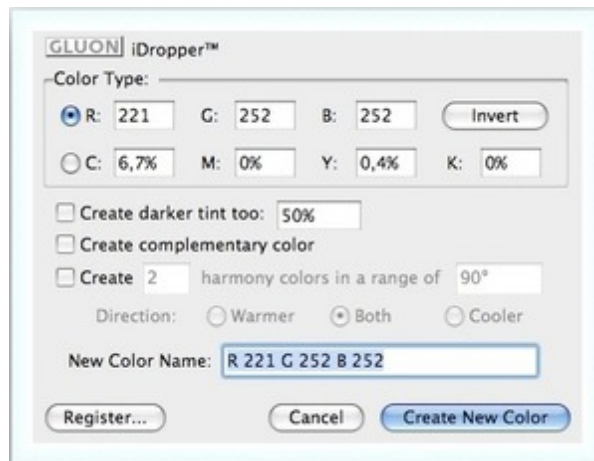 GLUON iDropper™
Color Type:
R: 221 G: 252 B: 252 Invert
C: 6,7% M: 0% Y: 0,4% K: 0%
Create darker tint too: 50%
Create complementary color
Create 2 harmony colors in a range of 90°
Direction: Warmer Both Cooler
New Color Name: R 221 G 252 B 252
Register... Cancel Create New Color